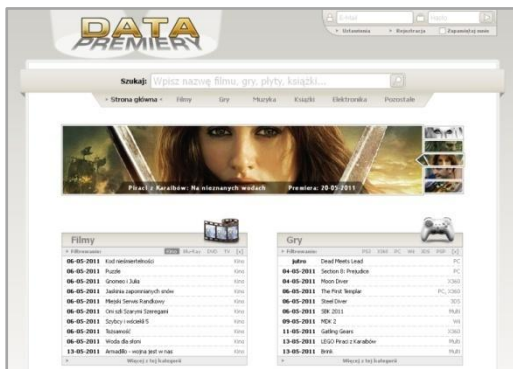 DATA
PREMIERY
E-Mail
Hasło
Ustawienia Rejestracja Zapamiętaj mnie
Szukaj: Wpisz nazwę filmu, gry, płyty, książki...
Strona główna Filmy Gry Muzyka Książki Elektronika Pozostałe
Piraci z Karaibów: Na nieznanych wodach Premiera: 20-05-2011
Filmy
Filtrowanie: Kino Blu-Ray DVD TV [x]
06-05-2011 Kod nieśmiertelności Kino
06-05-2011 Puzzle Kino
06-05-2011 Gnomeo i Julia Kino
06-05-2011 Jaskinia zapomnianych snów Kino
06-05-2011 Miejski Serwis Randkowy Kino
06-05-2011 Oni szli Szarymi Szeregami Kino
06-05-2011 Szybcy i wściekli 5 Kino
06-05-2011 Tożsamość Kino
06-05-2011 Woda dla słoni Kino
13-05-2011 Armadillo - wojna jest w nas Kino
Więcej z tej kategorii
Gry
Filtrowanie: PS3 X360 PC Wii 3DS PSP [x]
jutro Dead Meets Lead PC
04-05-2011 Section 8: Prejudice PC
04-05-2011 Moon Diver X360
06-05-2011 The First Templar PC, X360
06-05-2011 Steel Diver 3DS
06-05-2011 SBK 2011 Multi
09-05-2011 MDK 2 Wii
11-05-2011 Gatling Gears X360
13-05-2011 LEGO Piraci z Karaibów Multi
13-05-2011 Brink Multi
Więcej z tej kategorii